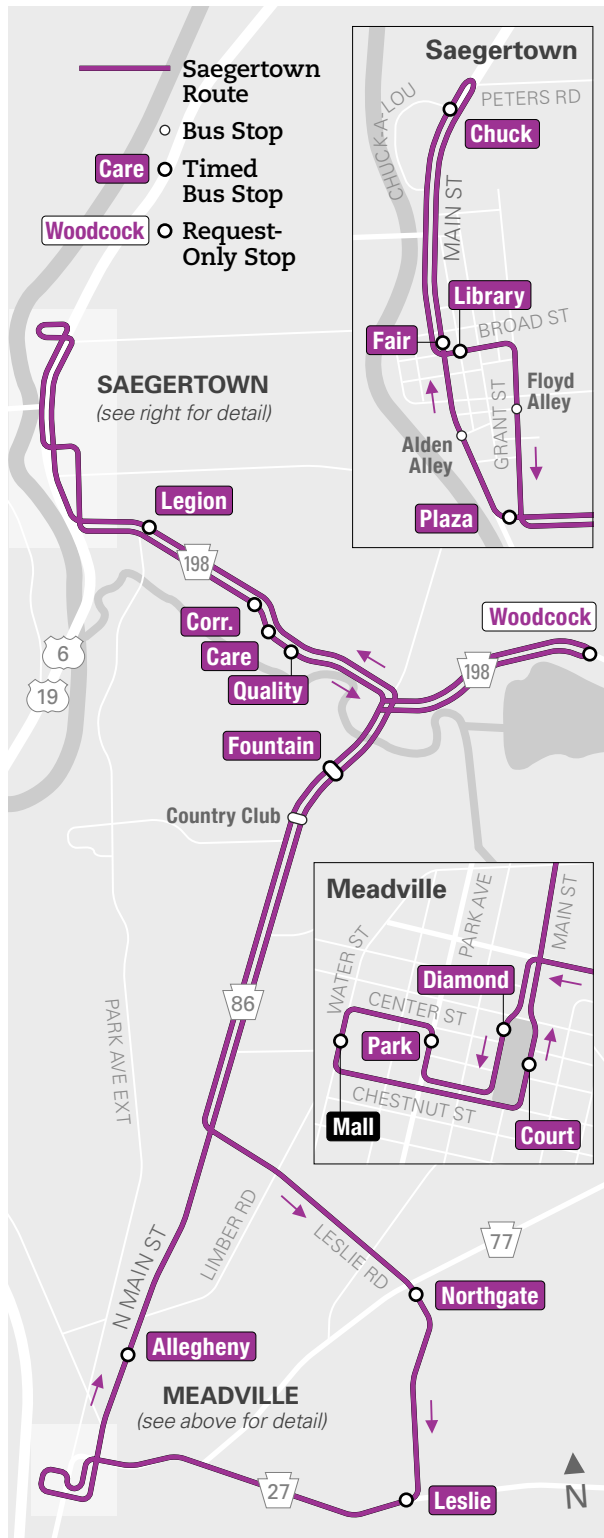 Saegertown
Route
Bus Stop
Care
Timed
Bus Stop
Woodcock
Request-
Only Stop
Saegertown
PETERS RD
Chuck
CHUCK-A-LOU
MAIN ST
Library
BROAD ST
Fair
Floyd
Alley
GRANT ST
Alden
Alley
Plaza
SAEGERTOWN
(see right for detail)
Legion
198
Corr.
Care
Quality
Woodcock
198
6
19
Fountain
Country Club
86
PARK AVE EXT
Meadville
WATER ST
PARK AVE
MAIN ST
Diamond
CENTER ST
Park
CHESTNUT ST
Mall
Court
LIMBER RD
LESLIE RD
77
N MAIN ST
Northgate
Allegheny
MEADVILLE
(see above for detail)
27
Leslie
N